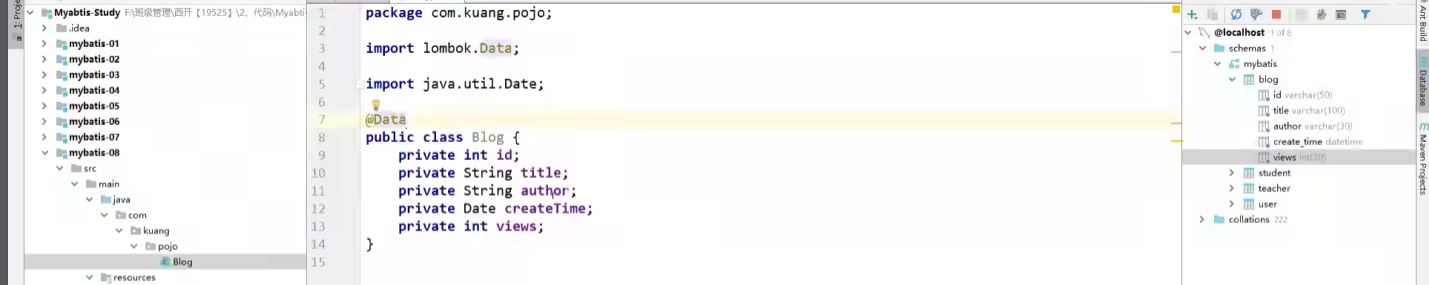 1: Proje
Myabtis-Study F:\班级管理\西开【19525】\2、代码\Myabti
.idea
mybatis-01
mybatis-02
mybatis-03
mybatis-04
mybatis-05
mybatis-06
mybatis-07
mybatis-08
src
main
java
com
kuang
pojo
Blog
resources
1 package com.kuang.pojo;
2
3 import lombok.Data;
4
5 import java.util.Date;
6
7 @Data
8 public class Blog {
9 private int id;
10 private String title;
11 private String author;
12 private Date createTime;
13 private int views;
14 }
15
@localhost 1 of 8
schemas 1
mybatis
blog
id varchar(50)
title varchar(100)
author varchar(30)
create_time datetime
views int(30)
student
teacher
user
collations 222
Ant Build
Database
Maven Projects